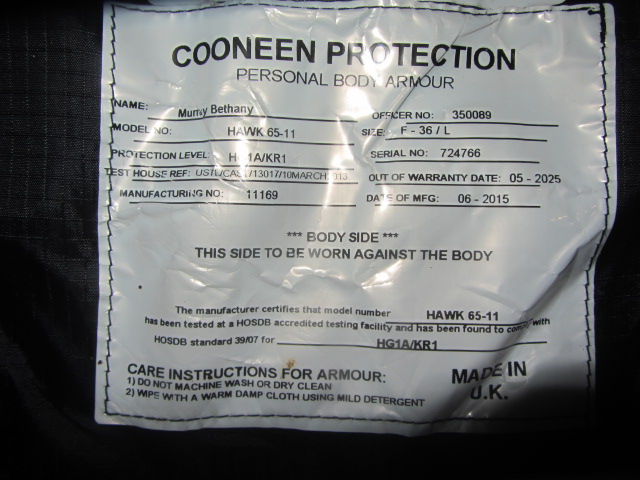 COONEEN PROTECTION
PERSONAL BODY ARMOUR
NAME: Murray Bethany OFFICER NO: 350089
MODEL NO: HAWK 65-11 SIZE: F - 36 / L
PROTECTION LEVEL: HG1A/KR1 SERIAL NO: 724766
TEST HOUSE REF: OUT OF WARRANTY DATE: 05 - 2025
MANUFACTURING NO: 11169 DATE OF MFG: 06 - 2015
*** BODY SIDE ***
THIS SIDE TO BE WORN AGAINST THE BODY
The manufacturer certifies that model number HAWK 65-11
has been tested at a HOSDB accredited testing facility and has been found to comply with
HOSDB standard 39/07 for HG1A/KR1
CARE INSTRUCTIONS FOR ARMOUR:
1) DO NOT MACHINE WASH OR DRY CLEAN
2) WIPE WITH A WARM DAMP CLOTH USING MILD DETERGENT
MADE IN
U.K.